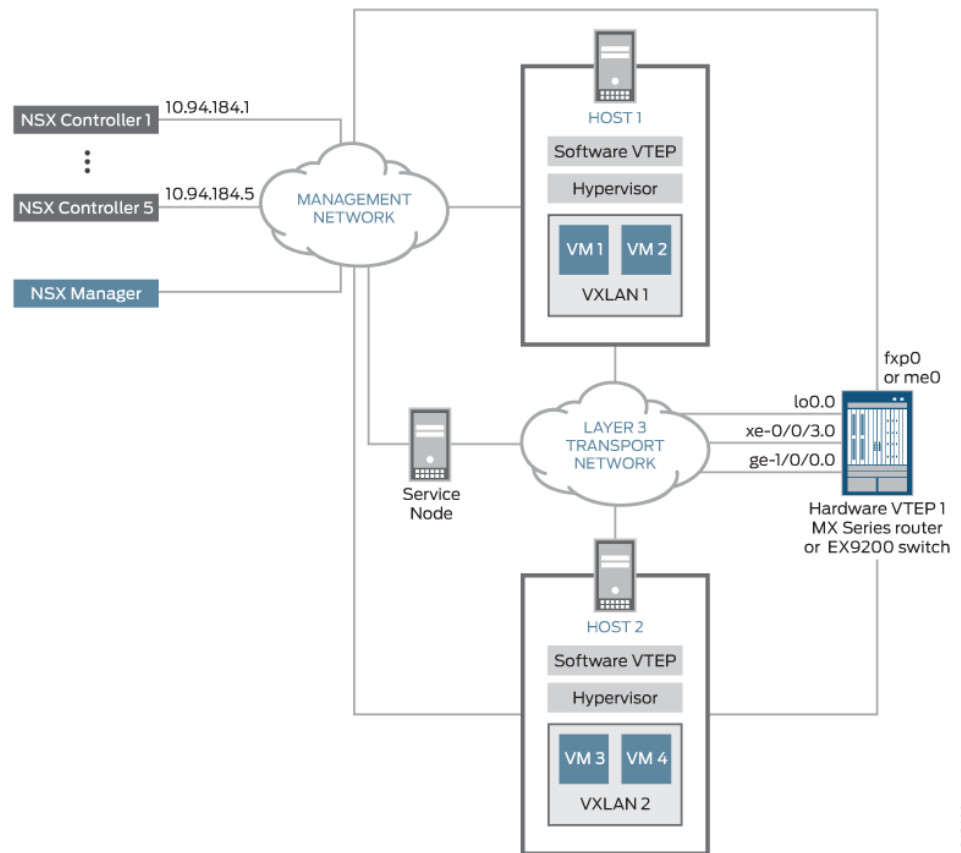 NSX Controller 1
10.94.184.1
NSX Controller 5
10.94.184.5
NSX Manager
MANAGEMENT
NETWORK
HOST 1
Software VTEP
Hypervisor
VM 1
VM 2
VXLAN 1
fxp0
or me0
lo0.0
xe-0/0/3.0
ge-1/0/0.0
LAYER 3
TRANSPORT
NETWORK
Service
Node
Hardware VTEP 1
MX Series router
or EX9200 switch
HOST 2
Software VTEP
Hypervisor
VM 3
VM 4
VXLAN 2